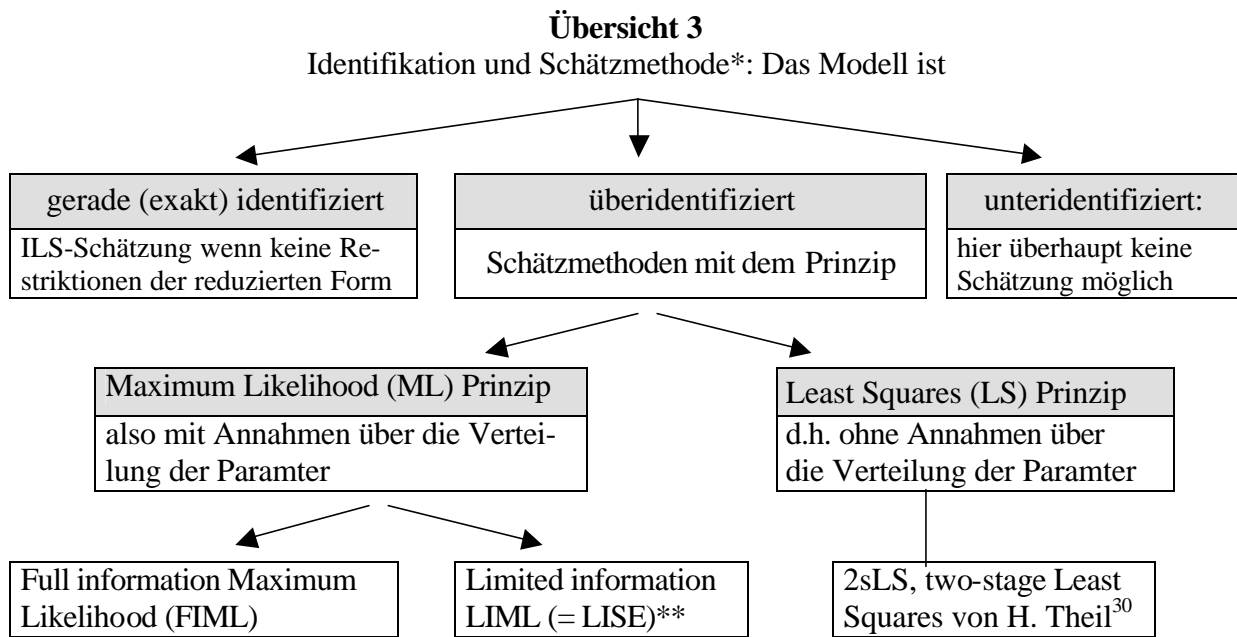 Übersicht 3
Identifikation und Schätzmethode*: Das Modell ist
gerade (exakt) identifiziert
ILS-Schätzung wenn keine Re-
striktionen der reduzierten Form
überidentifiziert
Schätzmethoden mit dem Prinzip
unteridentifiziert:
hier überhaupt keine
Schätzung möglich
Maximum Likelihood (ML) Prinzip
also mit Annahmen über die Vertei-
lung der Paramter
Least Squares (LS) Prinzip
d.h. ohne Annahmen über
die Verteilung der Paramter
Full information Maximum
Likelihood (FIML)
Limited information
LIML (= LISE)**
2sLS, two-stage Least
Squares von H. Theil30